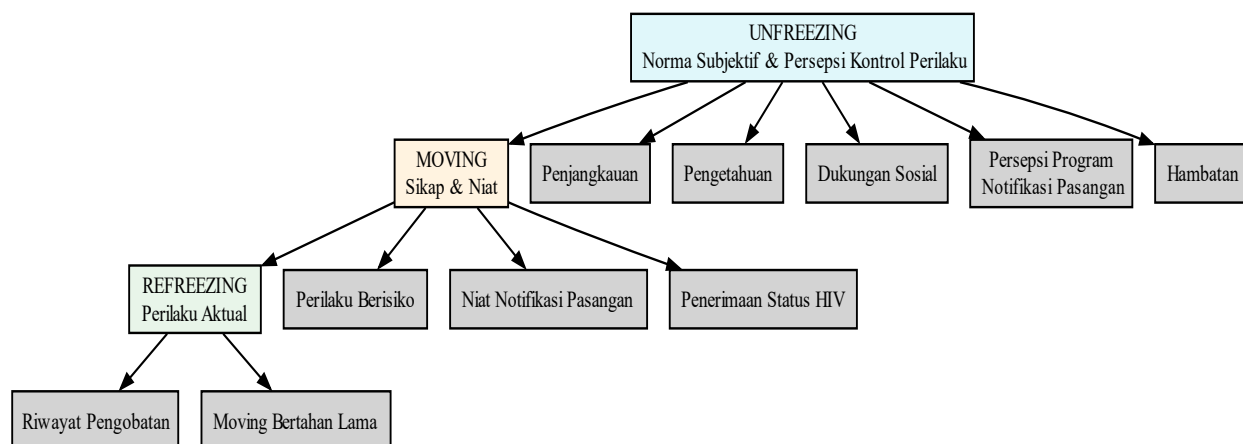 UNFREEZING
Norma Subjektif & Persepsi Kontrol Perilaku
MOVING
Sikap & Niat
Penjangkauan
Pengetahuan
Dukungan Sosial
Persepsi Program
Notifikasi Pasangan
Hambatan
REFREEZING
Perilaku Aktual
Perilaku Berisiko
Niat Notifikasi Pasangan
Penerimaan Status HIV
Riwayat Pengobatan
Moving Bertahan Lama